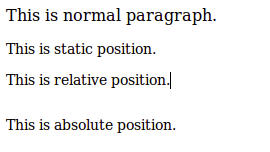 This is normal paragraph.
This is static position.
This is relative position.
This is absolute position.